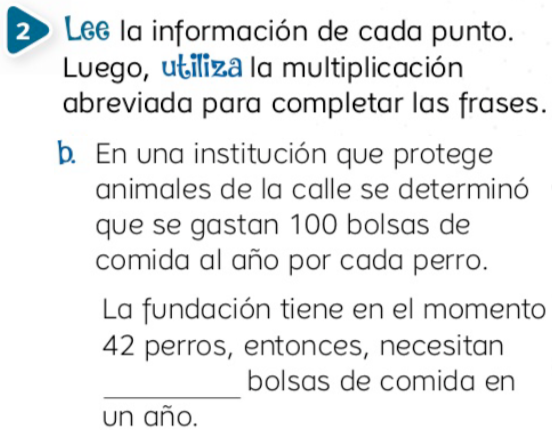 2 Lee la información de cada punto.
Luego, utiliza la multiplicación
abreviada para completar las frases.
b. En una institución que protege
animales de la calle se determinó
que se gastan 100 bolsas de
comida al año por cada perro.
La fundación tiene en el momento
42 perros, entonces, necesitan
__________ bolsas de comida en
un año.